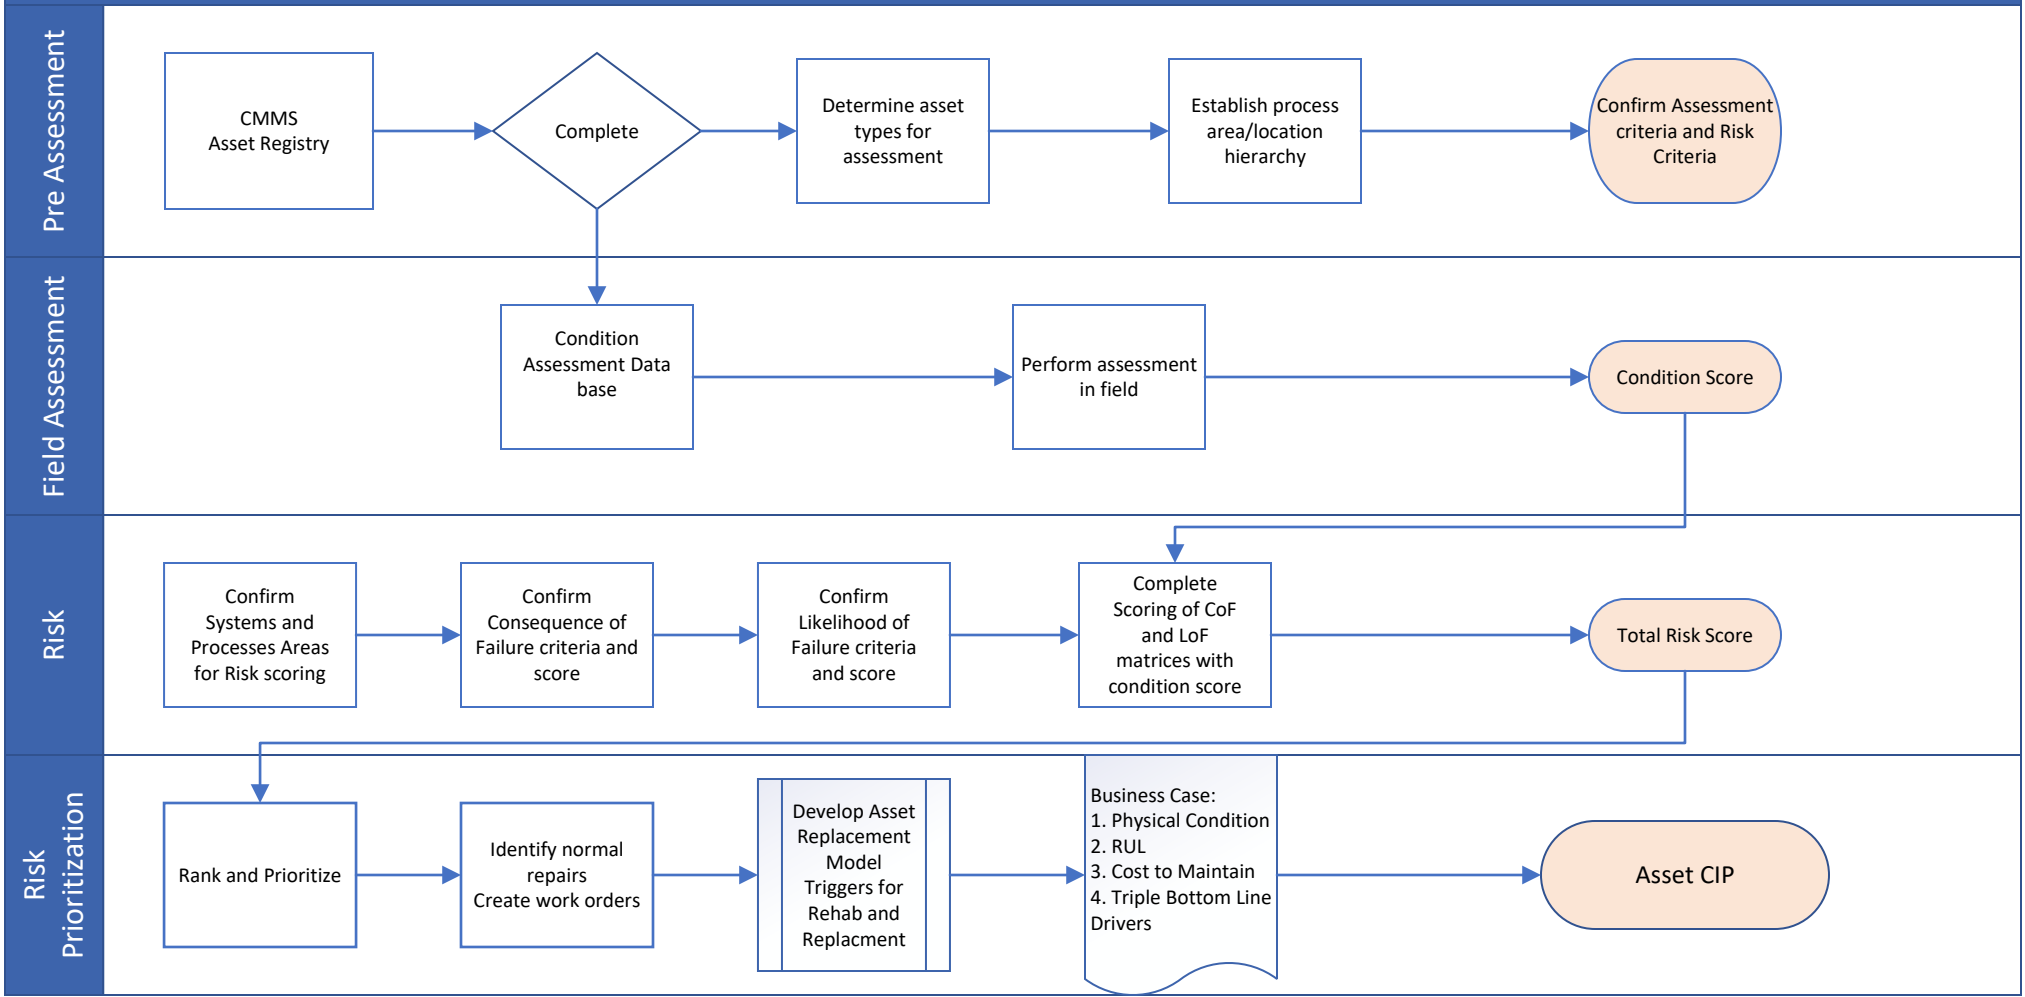 Pre Assessment
CMMS
Asset Registry
Complete
Determine asset
types for
assessment
Establish process
area/location
hierarchy
Confirm Assessment
criteria and Risk
Criteria
Field Assessment
Condition
Assessment Data
base
Perform assessment
in field
Condition Score
Risk
Confirm
Systems and
Processes Areas
for Risk scoring
Confirm
Consequence of
Failure criteria and
score
Confirm
Likelihood of
Failure criteria
and score
Complete
Scoring of CoF
and LoF
matrices with
condition score
Total Risk Score
Risk
Prioritization
Rank and Prioritize
Identify normal
repairs
Create work orders
Develop Asset
Replacement
Model
Triggers for
Rehab and
Replacment
Business Case:
1. Physical Condition
2. RUL
3. Cost to Maintain
4. Triple Bottom Line
Drivers
Asset CIP